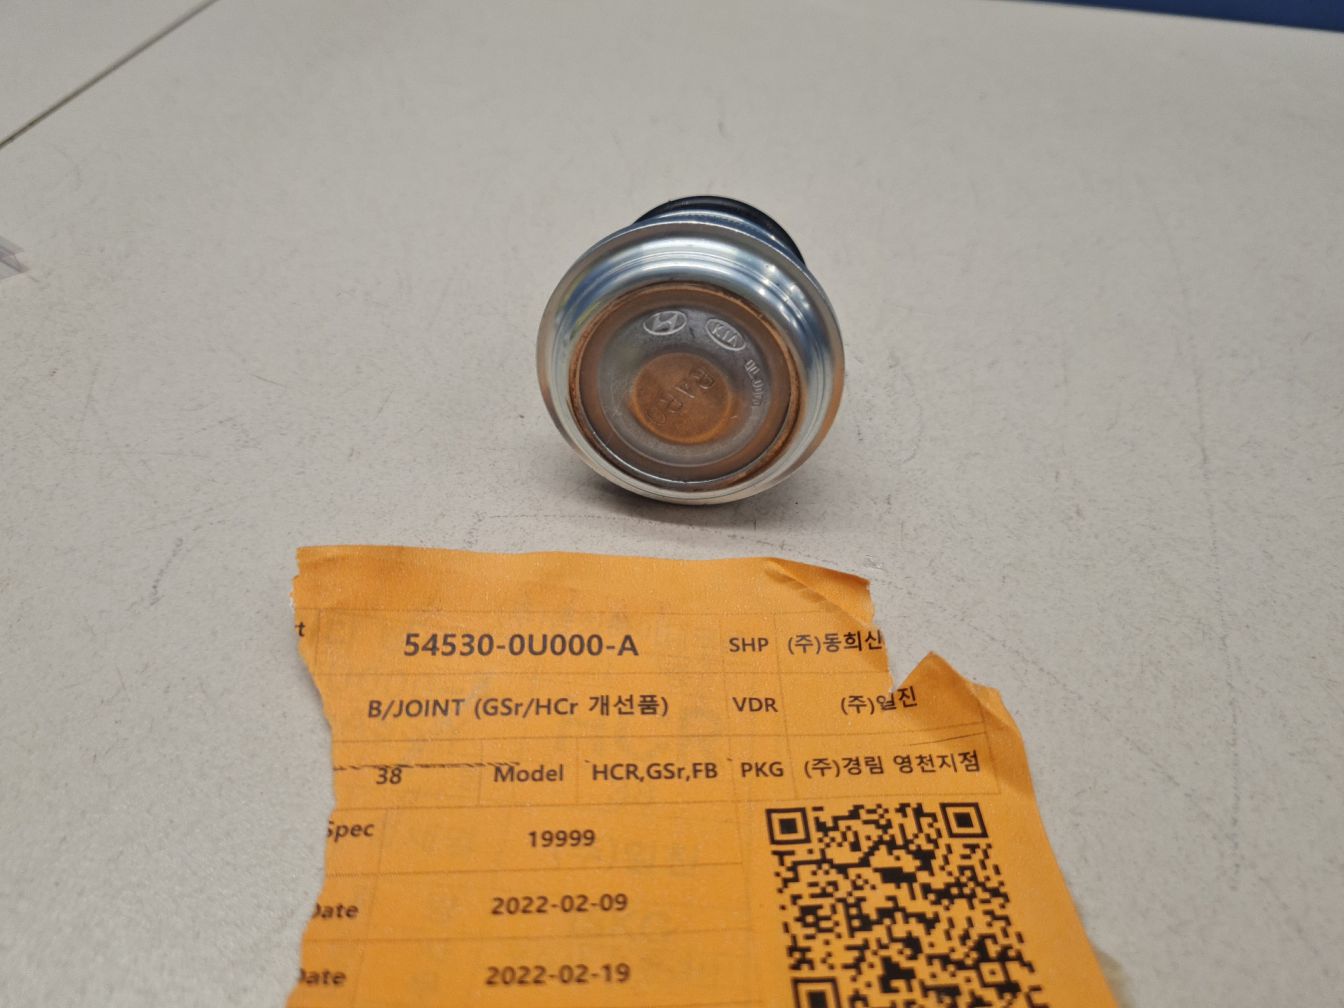 KIA
54530-0U000-A
SHP
(주)동희산
B/JOINT (GSr/HCr 개선품)
VDR
(주)일진
38
Model
HCR,GSr,FB
PKG
(주)경림 영천지점
Spec
19999
Date
2022-02-09
Date
2022-02-19